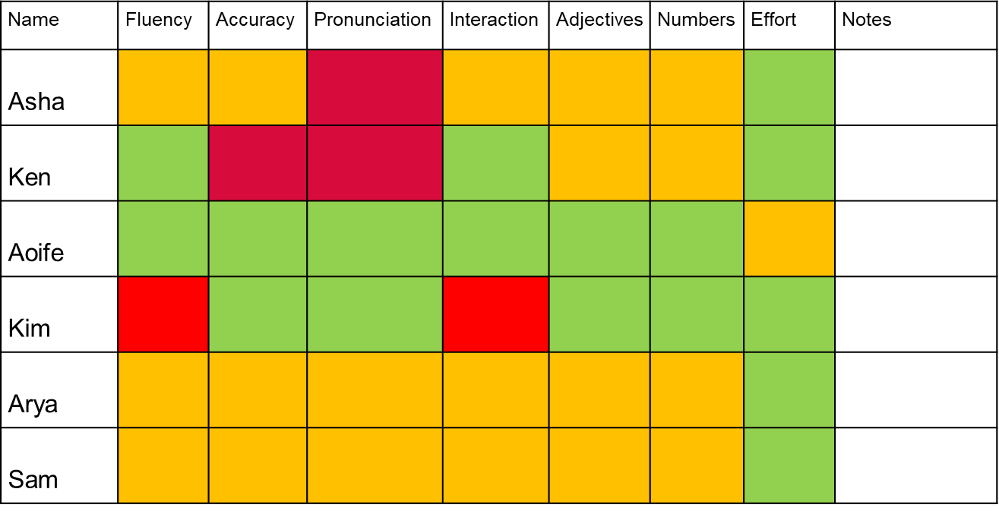 Name Fluency Accuracy Pronunciation Interaction Adjectives Numbers Effort Notes
Asha
Ken
Aoife
Kim
Arya
Sam